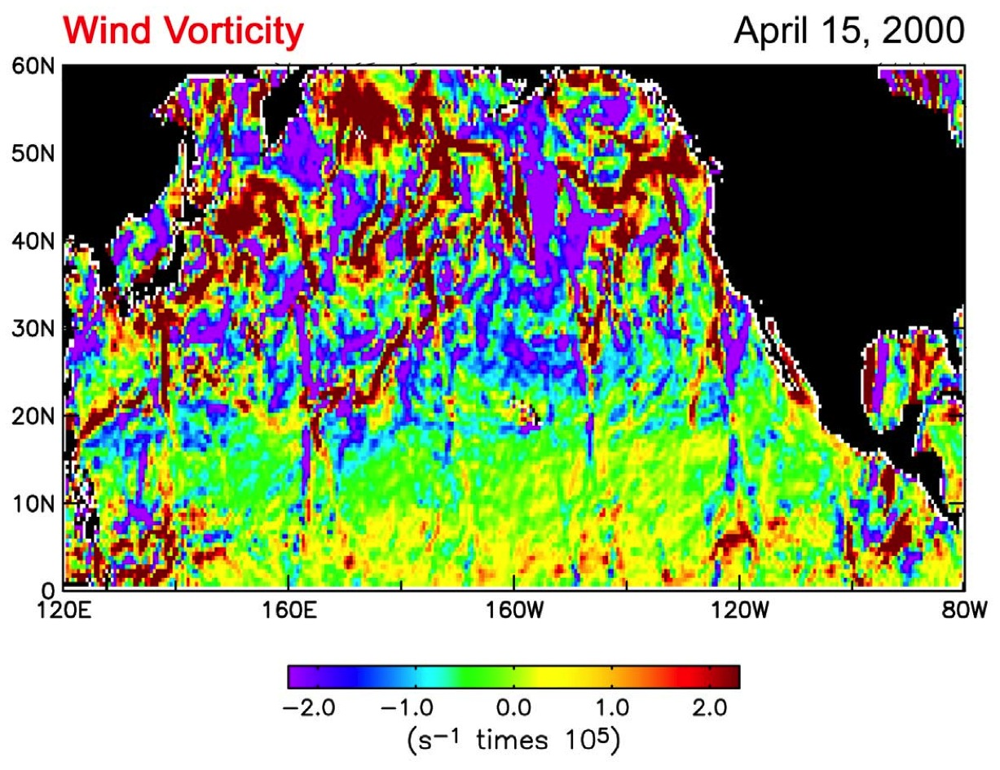 Wind Vorticity April 15, 2000
60N
50N
40N
30N
20N
10N
0
120E 160E 160W 120W 80W
−2.0 −1.0 0.0 1.0 2.0
(s⁻¹ times 10⁵)